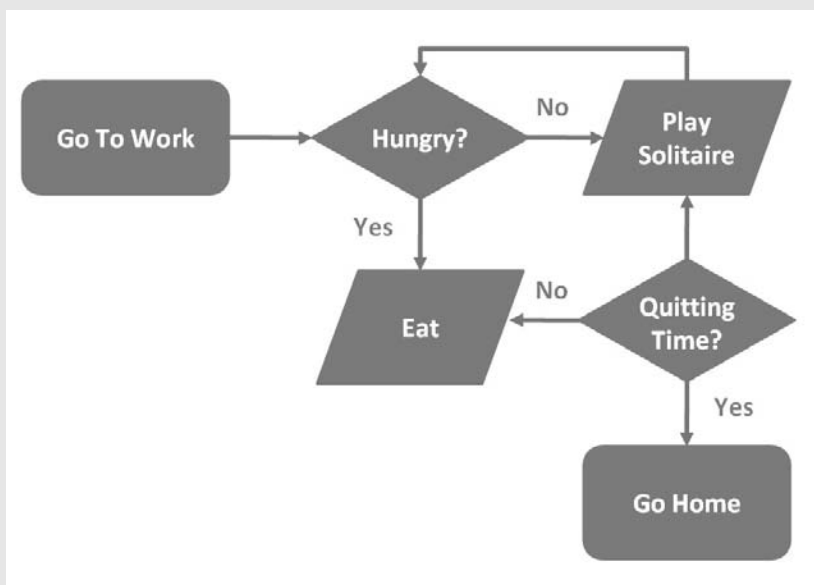 Go To Work
Hungry?
No
Play
Solitaire
Yes
Eat
No
Quitting
Time?
Yes
Go Home